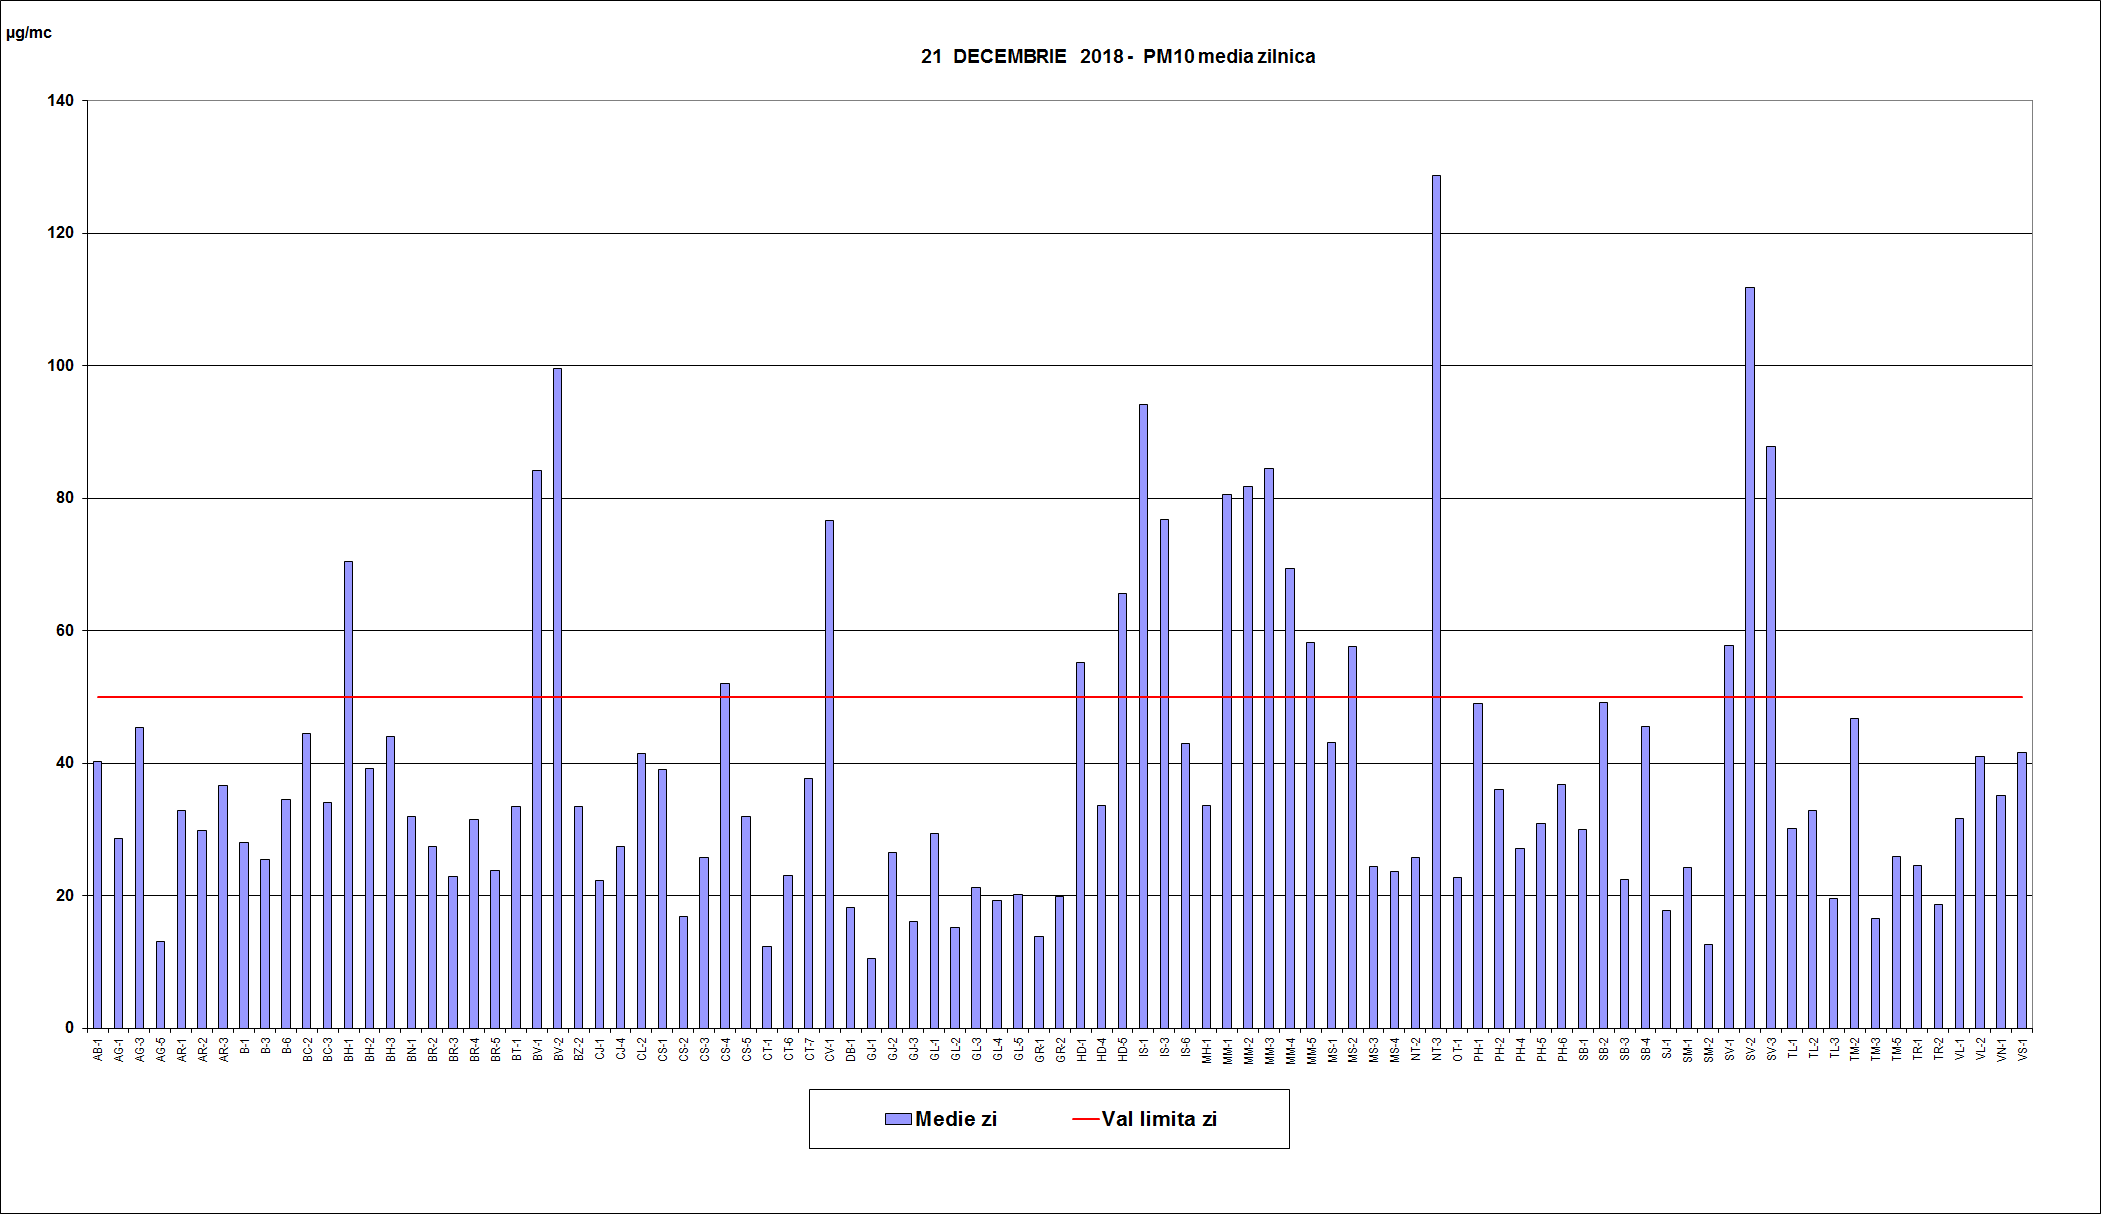 µg/mc
21 DECEMBRIE 2018 - PM10 media zilnica
140
120
100
80
60
40
20
0
AB-1 AG-1 AG-3 AG-5 AR-1 AR-2 AR-3 B-1 B-3 B-6 BC-2 BC-3 BH-1 BH-2 BH-3 BN-1 BR-2 BR-3 BR-4 BR-5 BT-1 BV-1 BV-2 BZ-2 CJ-1 CJ-4 CL-2 CS-1 CS-2 CS-3 CS-4 CS-5 CT-1 CT-6 CT-7 CV-1 DB-1 GJ-1 GJ-2 GJ-3 GL-1 GL-2 GL-3 GL-4 GL-5 GR-1 GR-2 HD-1 HD-4 HD-5 IS-1 IS-3 IS-6 MH-1 MM-1 MM-2 MM-3 MM-4 MM-5 MS-1 MS-2 MS-3 MS-4 NT-2 NT-3 OT-1 PH-1 PH-2 PH-4 PH-5 PH-6 SB-1 SB-2 SB-3 SB-4 SJ-1 SM-1 SM-2 SV-1 SV-2 SV-3 TL-1 TL-2 TL-3 TM-2 TM-3 TM-5 TR-1 TR-2 VL-1 VL-2 VN-1 VS-1
Medie zi Val limita zi